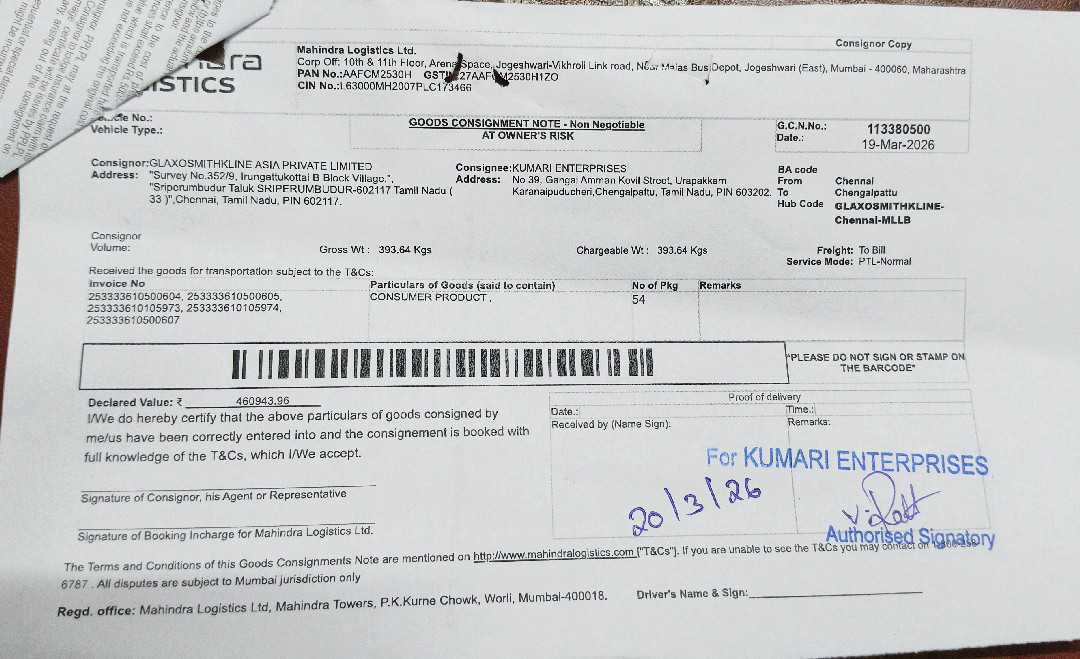 Consignor Copy
LOGISTICS
Mahindra Logistics Ltd.
Corp Off: 10th & 11th Floor, Arena Space, Jogeshwari-Vikhroli Link road, Bus Depot, Jogeshwari (East), Mumbai - 400060, Maharashtra
PAN No.:AAFCM2530H
CIN No.:L63000MH2007PLC173466
No.:
Vehicle Type.:
GOODS CONSIGNMENT NOTE - Non Negotiable
AT OWNER'S RISK
G.C.N.No.: 113380500
Date.: 19-Mar-2026
Consignor:GLAXOSMITHKLINE ASIA PRIVATE LIMITED
Address: "Survey No.352/9, Irungattukottai B Block Village.",
"Sriperumbudur Taluk SRIPERUMBUDUR-602117 Tamil Nadu (
33 )",Chennai, Tamil Nadu, PIN 602117.
Consignee:KUMARI ENTERPRISES
Address: No 39, Gangai Amman Kovil Street, Urapakkam
Karanaipuducheri,Chengalpattu, Tamil Nadu, PIN 603202.
BA code
From Chennai
To Chengalpattu
Hub Code GLAXOSMITHKLINE-
Chennai-MLLB
Consignor
Volume:
Gross Wt : 393.64 Kgs
Chargeable Wt : 393.64 Kgs
Freight: To Bill
Service Mode: PTL-Normal
Received the goods for transportation subject to the T&Cs:
Invoice No Particulars of Goods (said to contain) No of Pkg Remarks
253333610500604, 253333610500605, CONSUMER PRODUCT , 54
253333610105973, 253333610105974,
253333610500607
*PLEASE DO NOT SIGN OR STAMP ON
THE BARCODE*
Declared Value: ₹ 460943.96
I/We do hereby certify that the above particulars of goods consigned by
me/us have been correctly entered into and the consignement is booked with
full knowledge of the T&Cs, which I/We accept.
Proof of delivery
Date.: Time.:
Received by (Name Sign): Remarks:
For KUMARI ENTERPRISES
20/3/26
Authorised Signatory
Signature of Consignor, his Agent or Representative
Signature of Booking Incharge for Mahindra Logistics Ltd.
The Terms and Conditions of this Goods Consignments Note are mentioned on http://www.mahindralogistics.com ["T&Cs"]. If you are unable to see the T&Cs you may contact on
6787 . All disputes are subject to Mumbai jurisdiction only
Regd. office: Mahindra Logistics Ltd, Mahindra Towers, P.K.Kurne Chowk, Worli, Mumbai-400018.
Driver's Name & Sign: